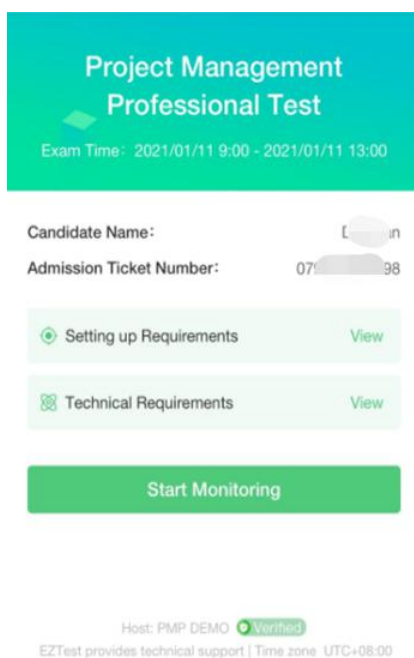 Project Management
Professional Test
Exam Time: 2021/01/11 9:00 - 2021/01/11 13:00
Candidate Name:
Admission Ticket Number: 07 98
Setting up Requirements View
Technical Requirements View
Start Monitoring
Host: PMP DEMO Verified
EZTest provides technical support | Time zone UTC+08:00